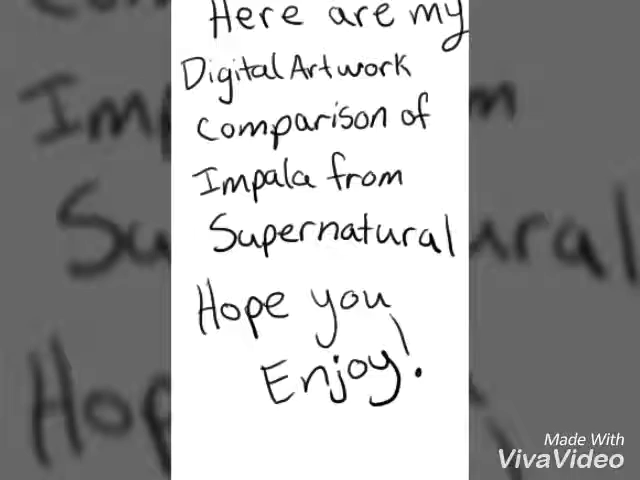 Here are my
Digital Artwork
Comparison of
Impala from
Supernatural
Hope you
Enjoy!
Made With
VivaVideo